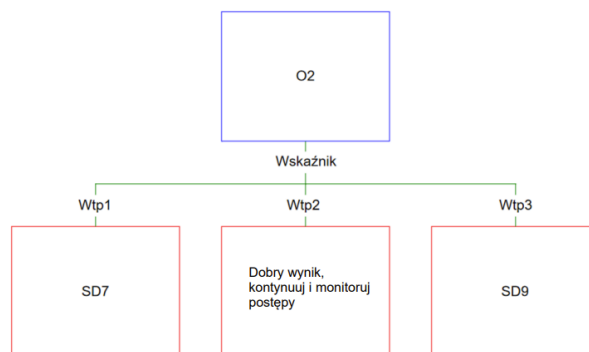 O2
Wskaźnik
Wtp1
Wtp2
Wtp3
SD7
Dobry wynik,
kontynuuj i monitoruj
postępy
SD9